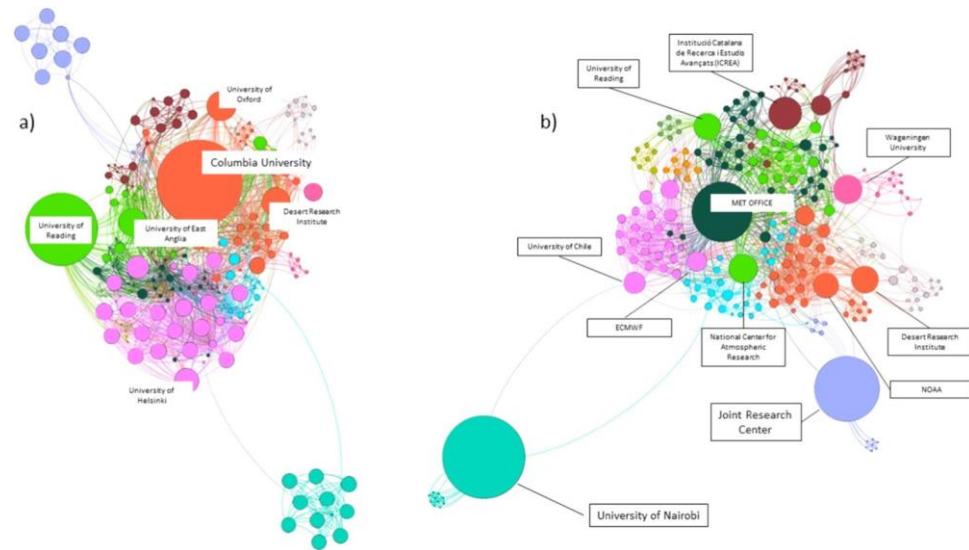 a)
University of
Oxford
Columbia University
University of
Reading
University of East
Anglia
Desert Research
Institute
University of
Helsinki
b)
Institució Catalana
de Recerca i Estudis
Avançats (ICREA)
University of
Reading
Wageningen
University
MET OFFICE
University of Chile
ECMWF
National Center for
Atmospheric
Research
Desert Research
Institute
NOAA
Joint Research
Center
University of Nairobi